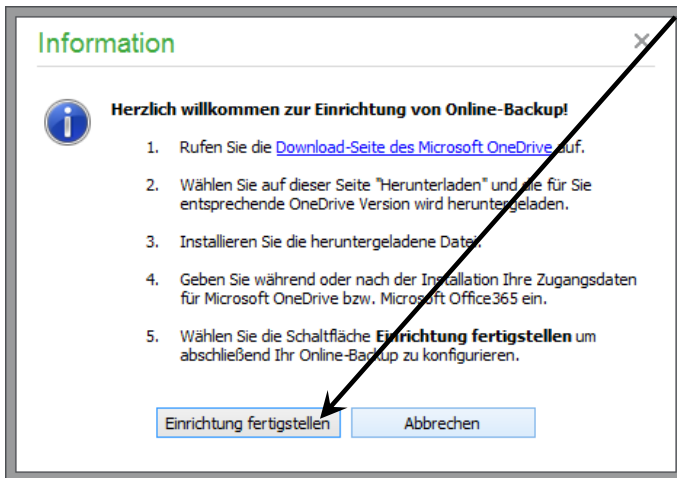 Information
Herzlich willkommen zur Einrichtung von Online-Backup!
1. Rufen Sie die Download-Seite des Microsoft OneDrive auf.
2. Wählen Sie auf dieser Seite "Herunterladen" und die für Sie
entsprechende OneDrive Version wird heruntergeladen.
3. Installieren Sie die heruntergeladene Datei.
4. Geben Sie während oder nach der Installation Ihre Zugangsdaten
für Microsoft OneDrive bzw. Microsoft Office365 ein.
5. Wählen Sie die Schaltfläche Einrichtung fertigstellen um
abschließend Ihr Online-Backup zu konfigurieren.
Einrichtung fertigstellen Abbrechen